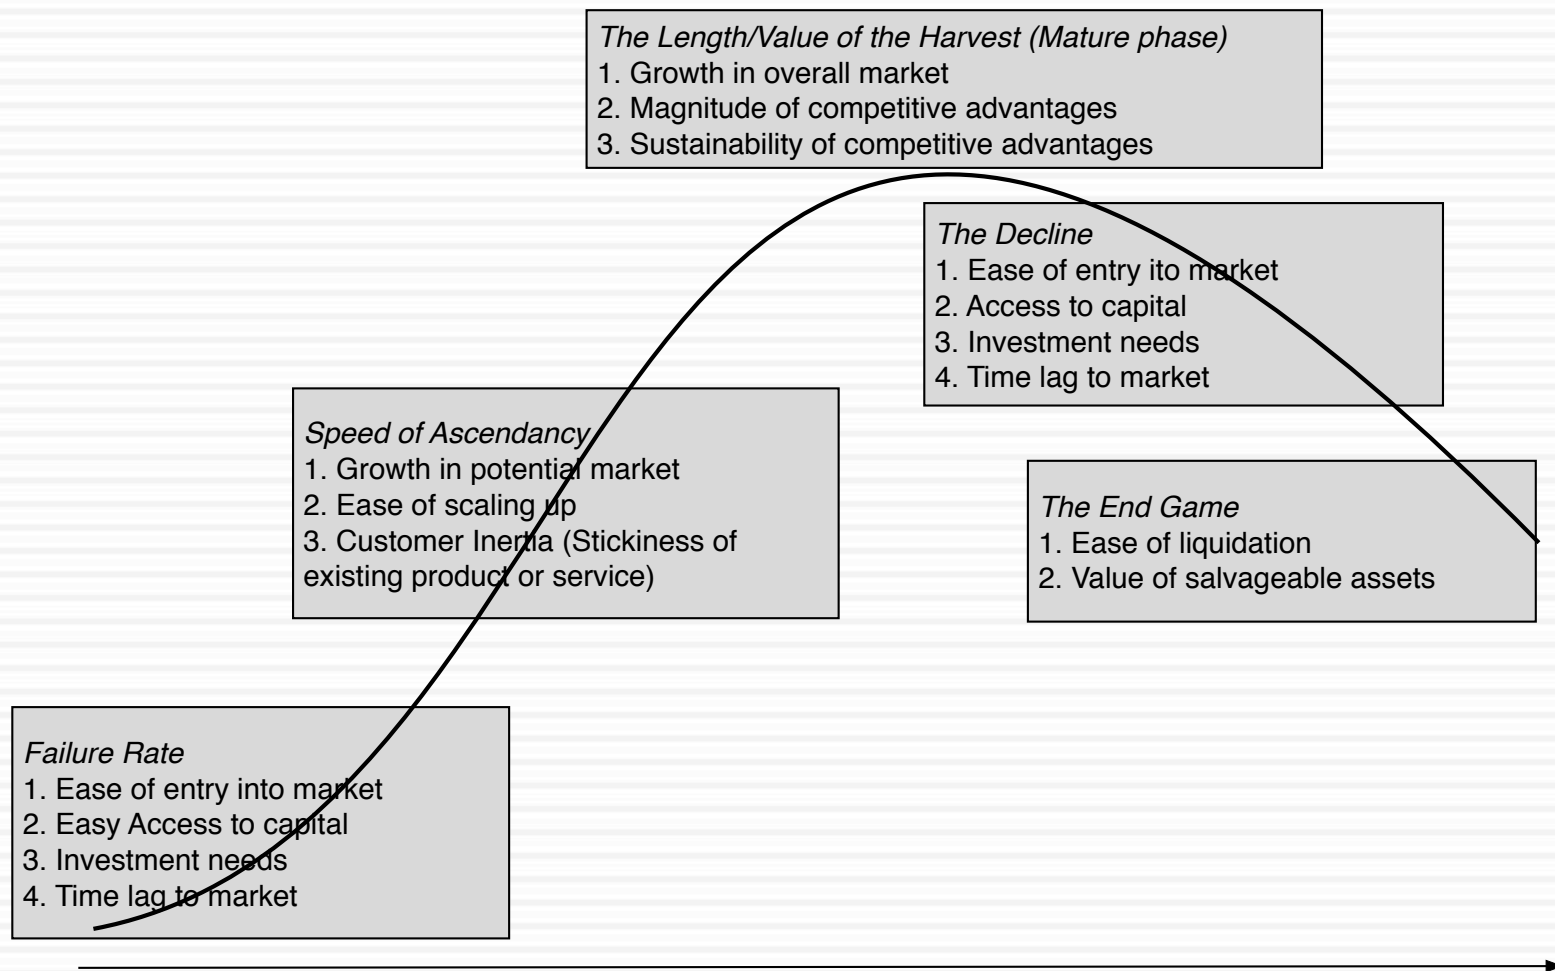 The Length/Value of the Harvest (Mature phase)
1. Growth in overall market
2. Magnitude of competitive advantages
3. Sustainability of competitive advantages
The Decline
1. Ease of entry ito market
2. Access to capital
3. Investment needs
4. Time lag to market
Speed of Ascendancy
1. Growth in potential market
2. Ease of scaling up
3. Customer Inertia (Stickiness of
existing product or service)
The End Game
1. Ease of liquidation
2. Value of salvageable assets
Failure Rate
1. Ease of entry into market
2. Easy Access to capital
3. Investment needs
4. Time lag to market